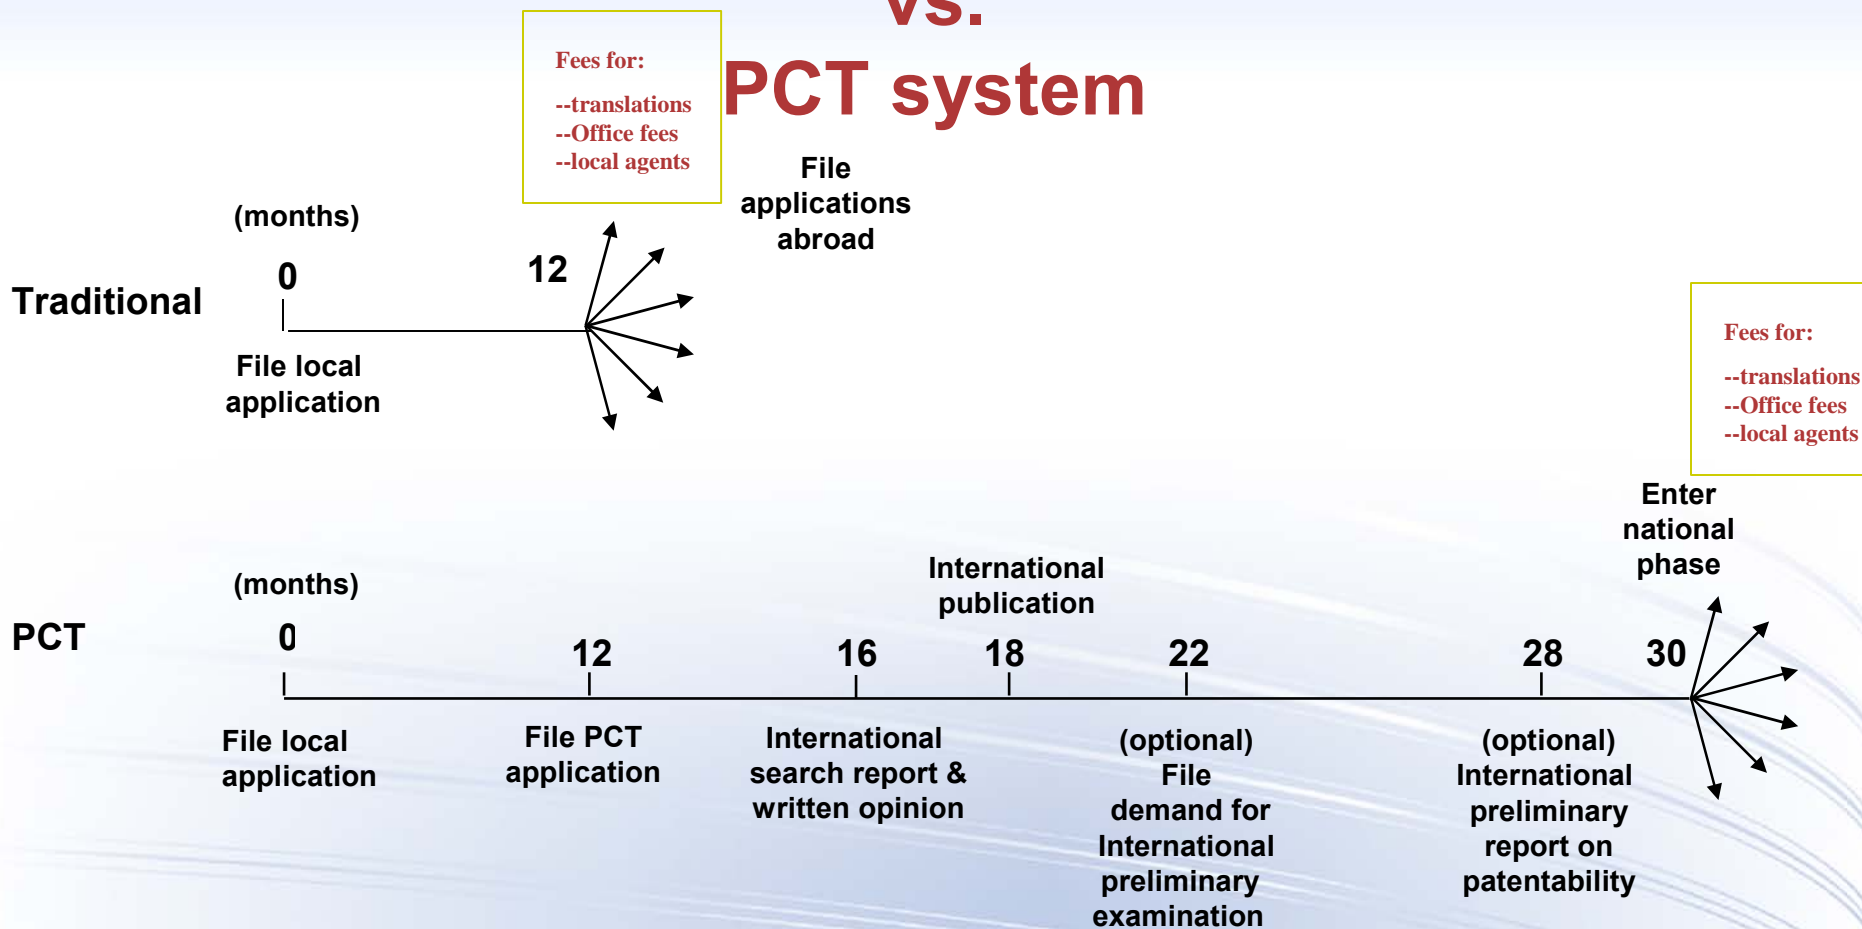 vs.
PCT system
Fees for:
--translations
--Office fees
--local agents
File
applications
abroad
(months)
0
12
Traditional
File local
application
Fees for:
--translations
--Office fees
--local agents
Enter
national
phase
International
publication
(months)
PCT
0
12
16
18
22
28
30
File local
application
File PCT
application
International
search report &
written opinion
(optional)
File
demand for
International
preliminary
examination
(optional)
International
preliminary
report on
patentability